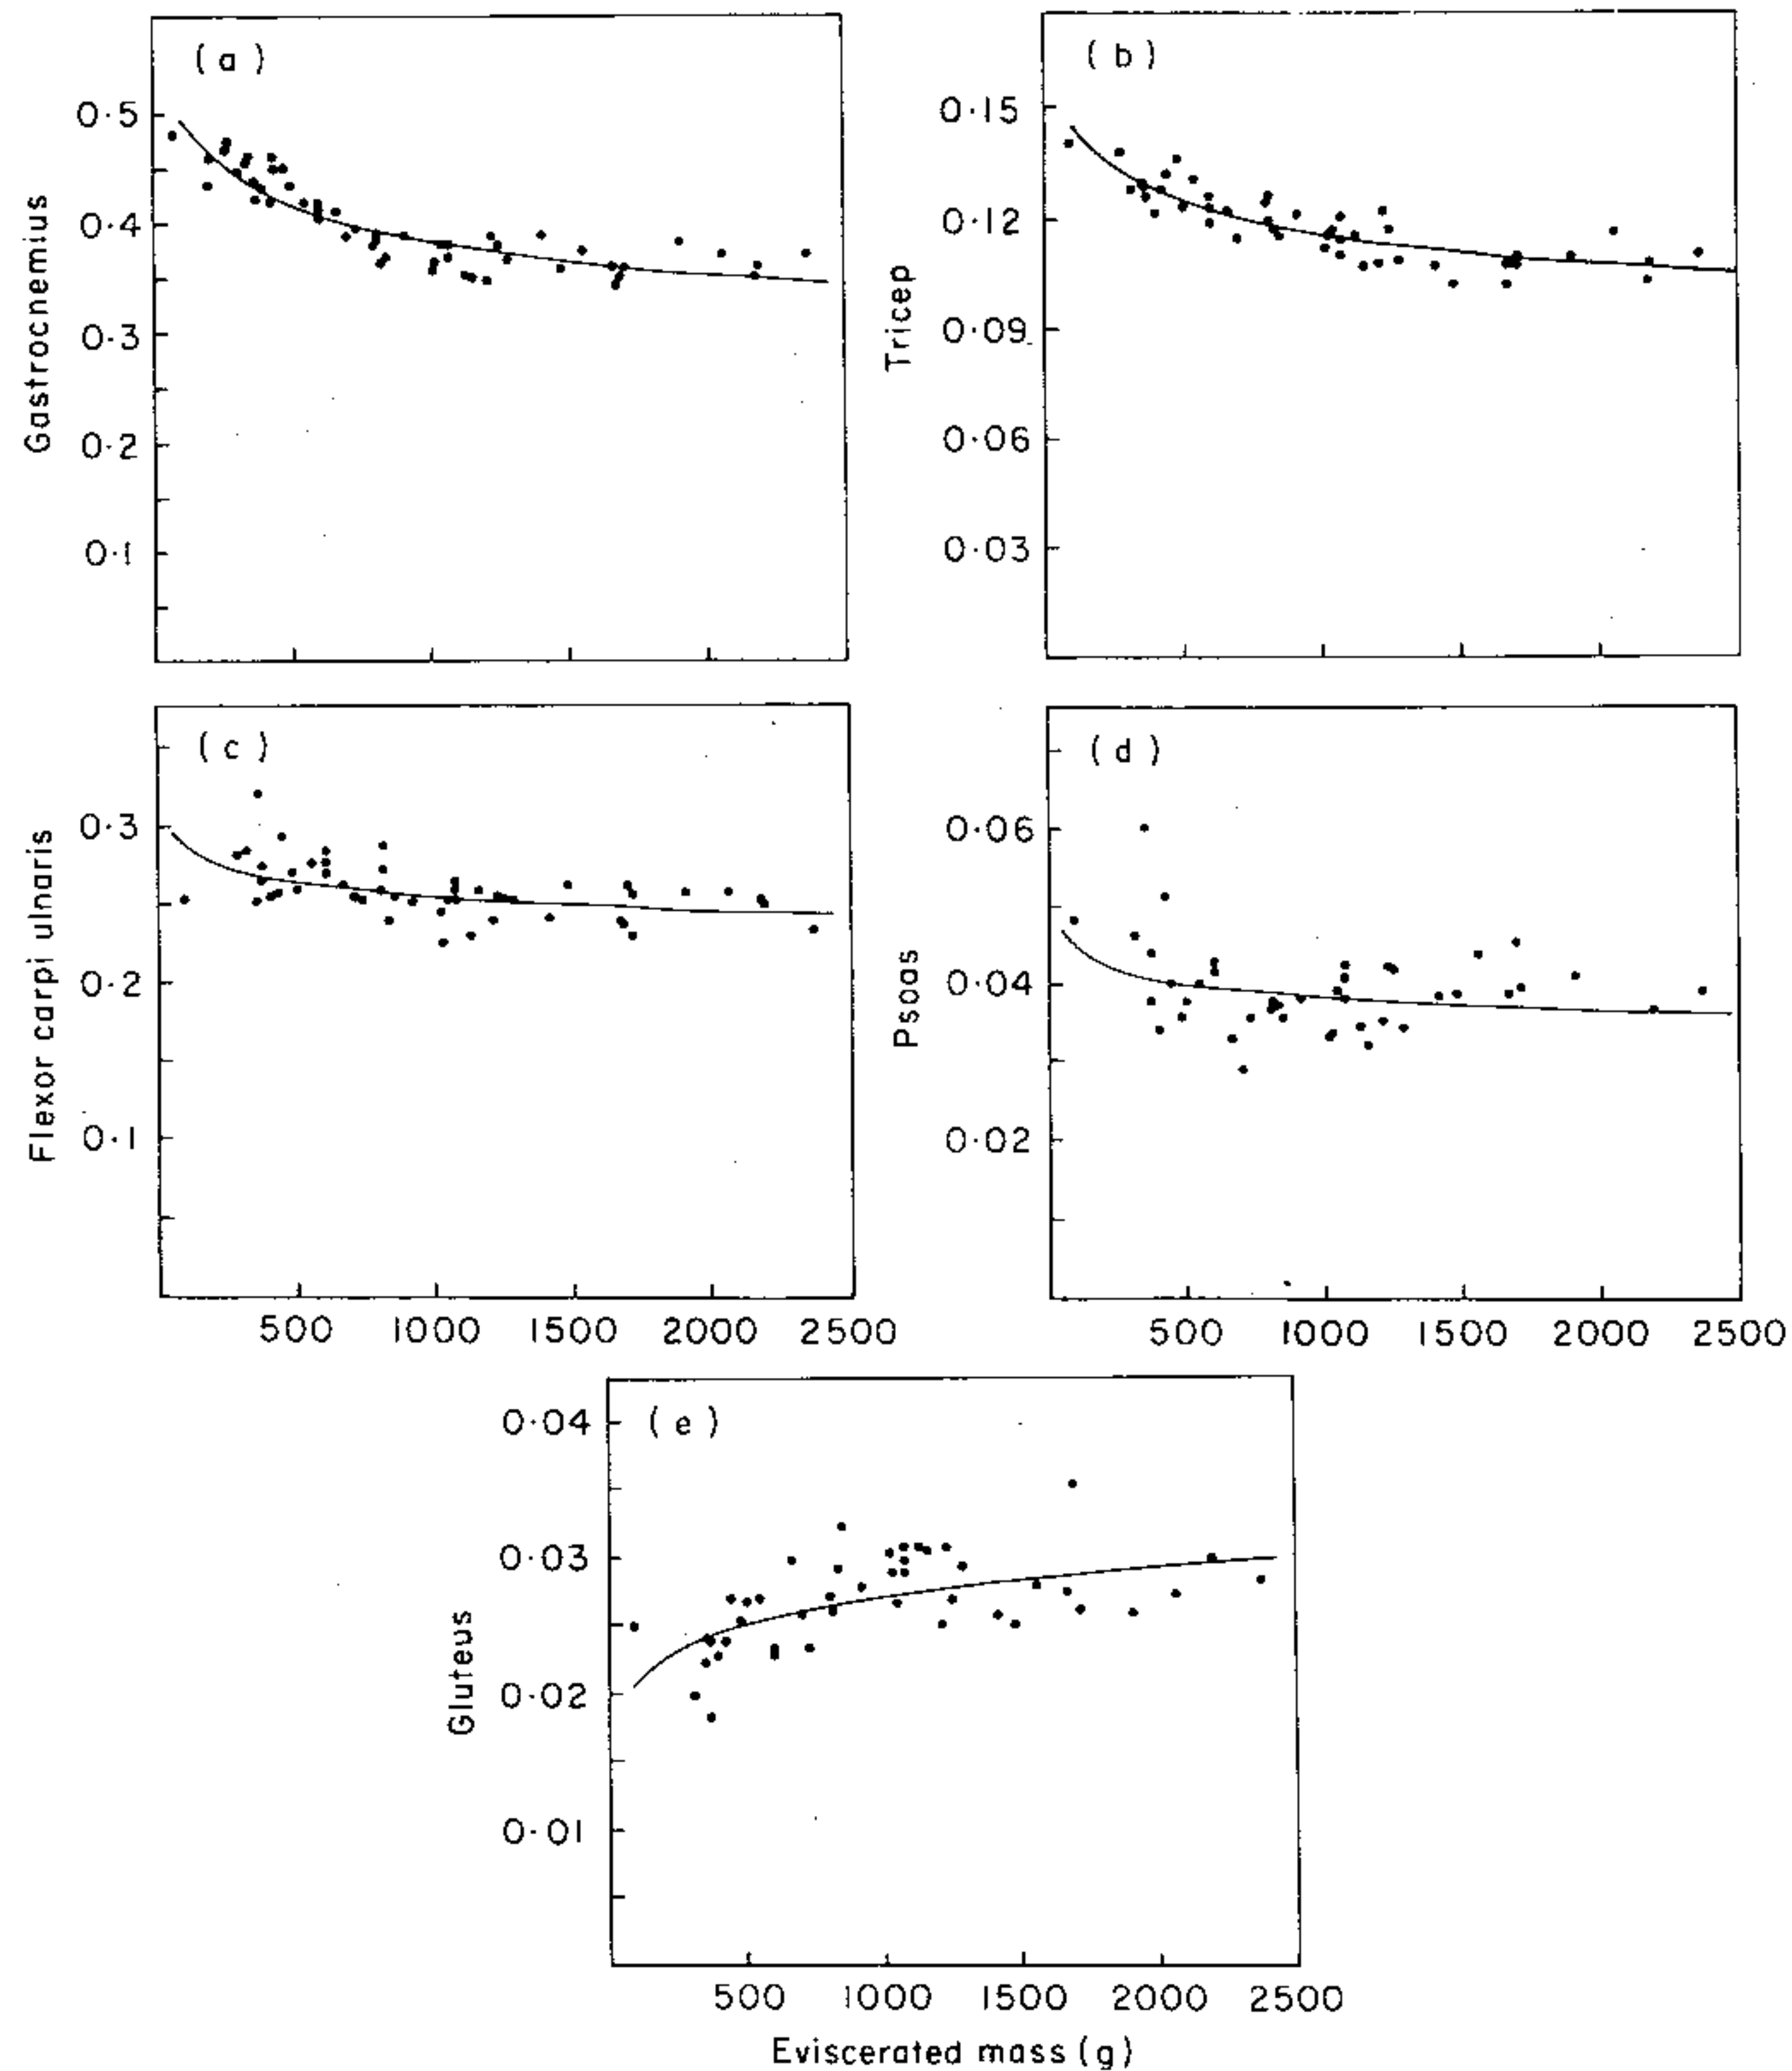 (a)
0·5
0·4
0·3
0·2
0·1
Gastrocnemius
(b)
0·15
0·12
0·09
0·06
0·03
Tricep
(c)
0·3
0·2
0·1
Flexor carpi ulnaris
500 1000 1500 2000 2500
(d)
0·06
0·04
0·02
Psoas
500 1000 1500 2000 2500
(e)
0·04
0·03
0·02
0·01
Gluteus
500 1000 1500 2000 2500
Eviscerated mass (g)